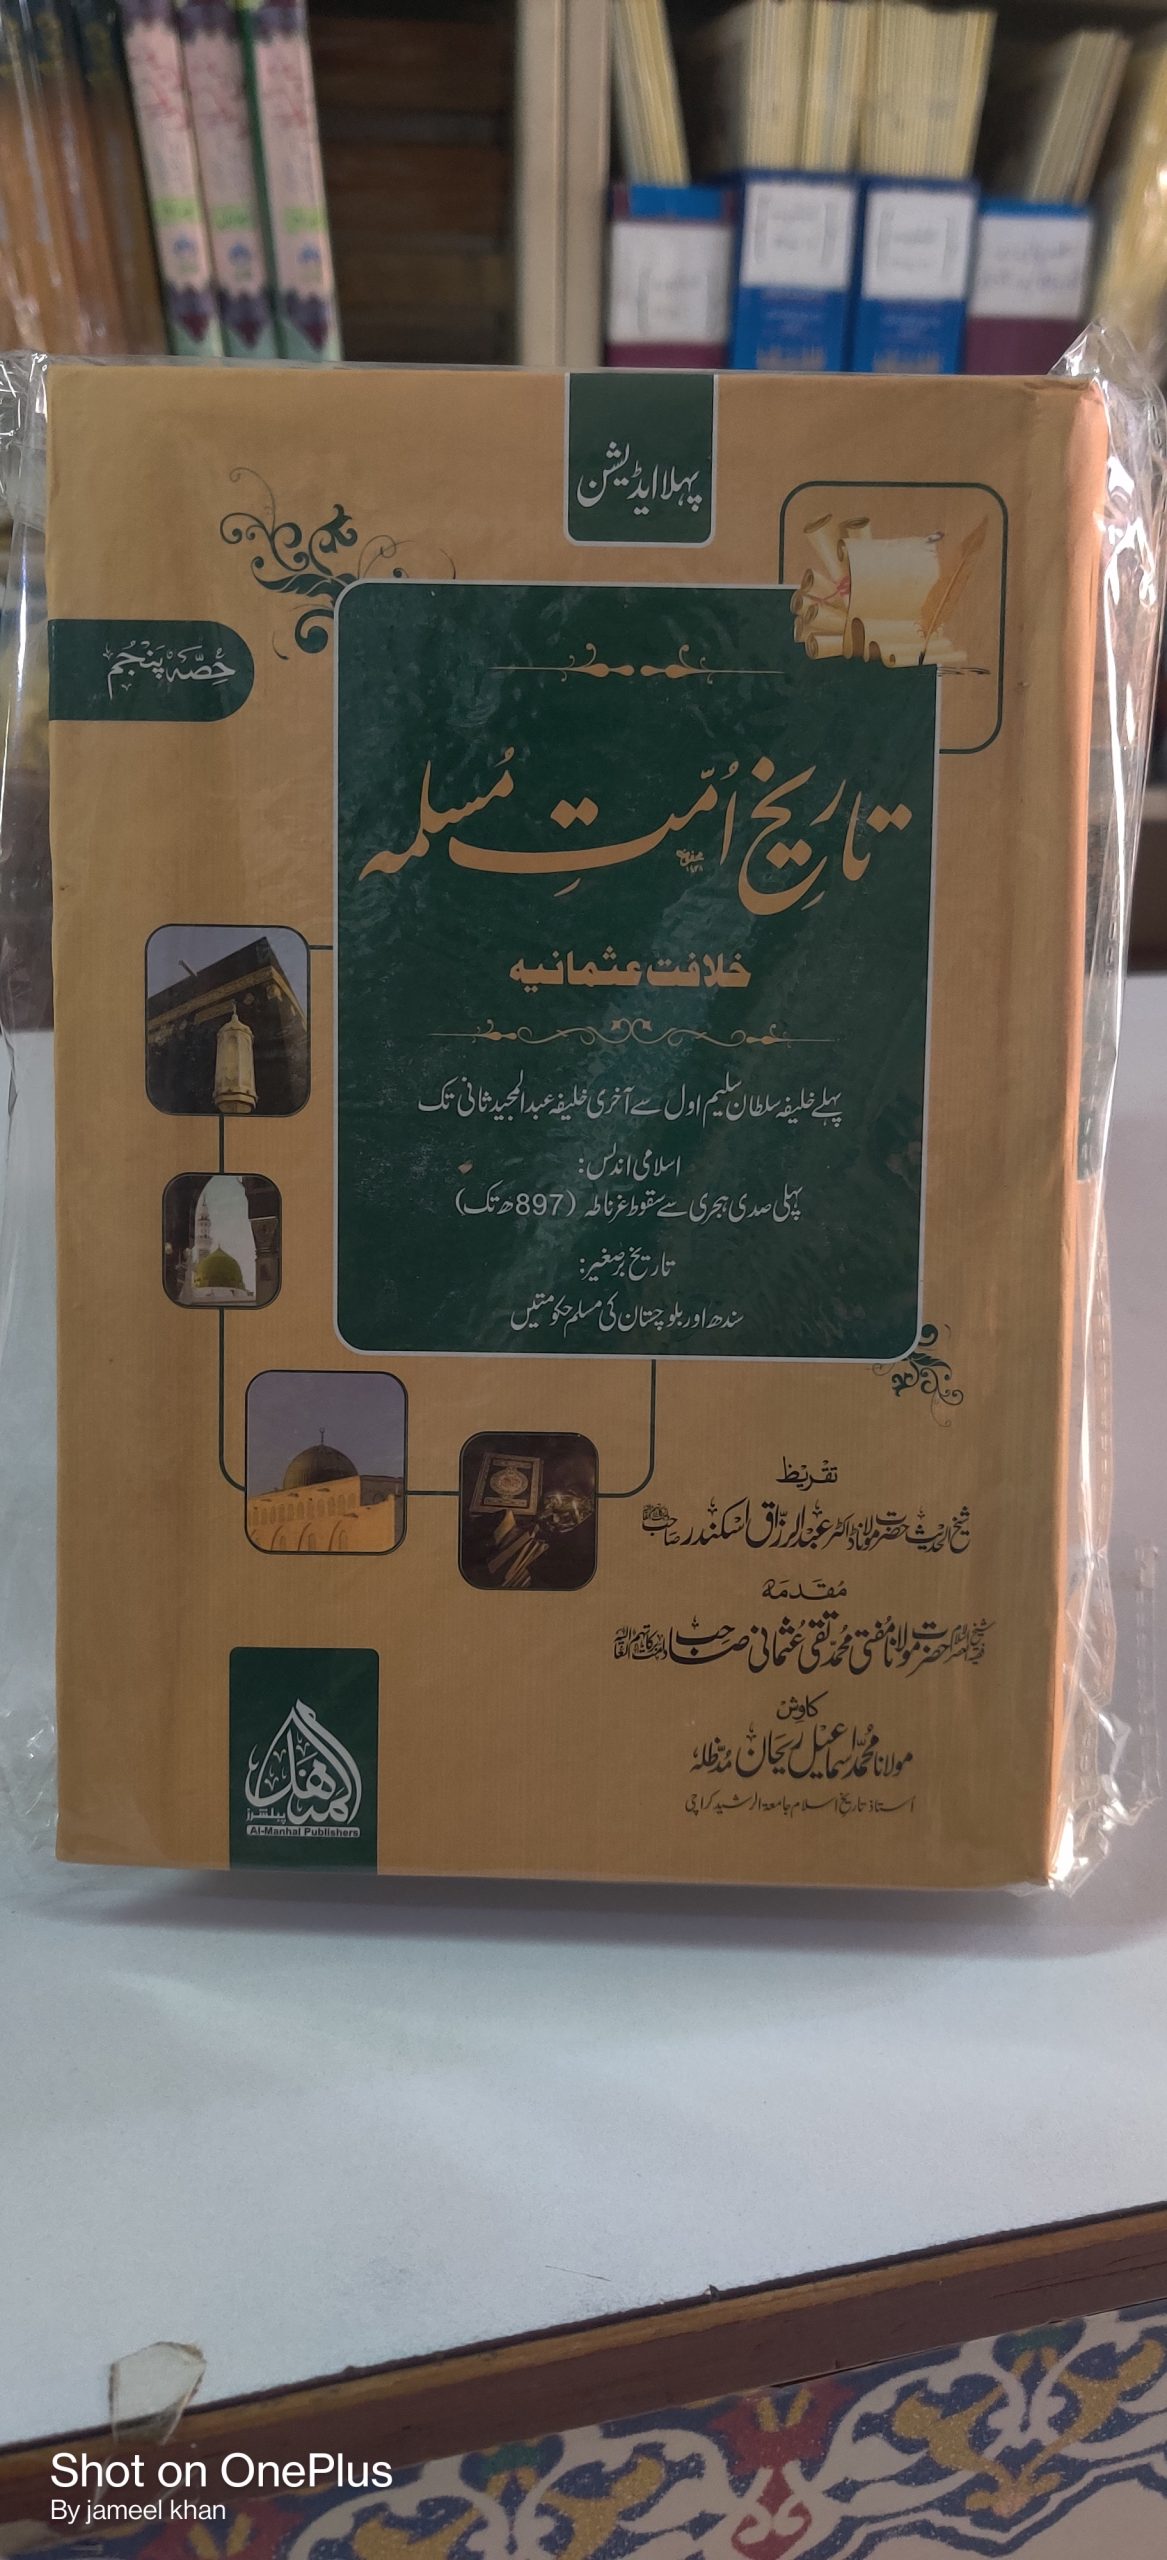 پہلا ایڈیشن
حصہ پنجم
تاریخ امت مسلمہ
خلافت عثمانیہ
پہلے خلیفہ سلطان سلیم اول سے آخری خلیفہ عبدالمجید ثانی تک
اسلامی اندلس:
پہلی صدی ہجری سے سقوط غرناطہ (897ھ تک)
تاریخ برصغیر:
سندھ اور بلوچستان کی مسلم حکومتیں
تقریظ
شیخ الحدیث حضرت مولانا ڈاکٹر عبدالرزاق اسکندر صاحب
مقدمہ
حضرت مولانا مفتی محمد تقی عثمانی صاحب
کاوش
مولانا محمد اسماعیل ریحان مدظلہ
استاذ تاریخ اسلام جامعۃ الرشید کراچی
المنھل
پبلشرز
Al-Manhal Publishers
Shot on OnePlus
By jameel khan